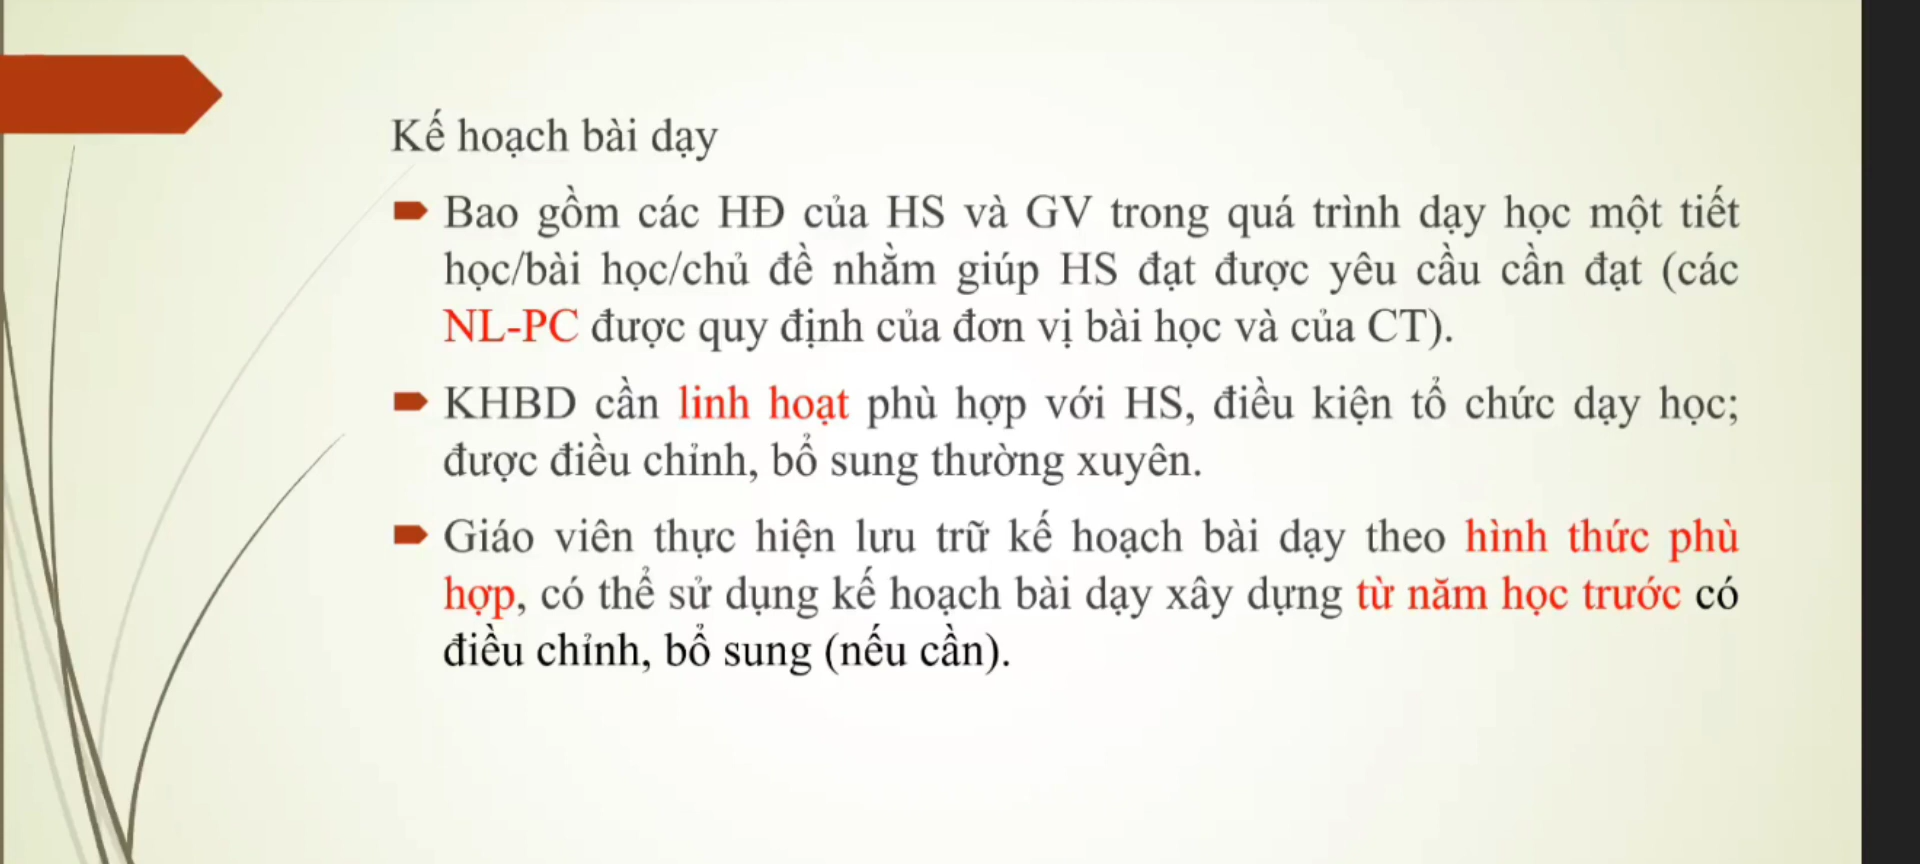 Kế hoạch bài dạy
Bao gồm các HĐ của HS và GV trong quá trình dạy học một tiết
học/bài học/chủ đề nhằm giúp HS đạt được yêu cầu cần đạt (các
NL-PC được quy định của đơn vị bài học và của CT).
KHBD cần linh hoạt phù hợp với HS, điều kiện tổ chức dạy học;
được điều chỉnh, bổ sung thường xuyên.
Giáo viên thực hiện lưu trữ kế hoạch bài dạy theo hình thức phù
hợp, có thể sử dụng kế hoạch bài dạy xây dựng từ năm học trước có
điều chỉnh, bổ sung (nếu cần).